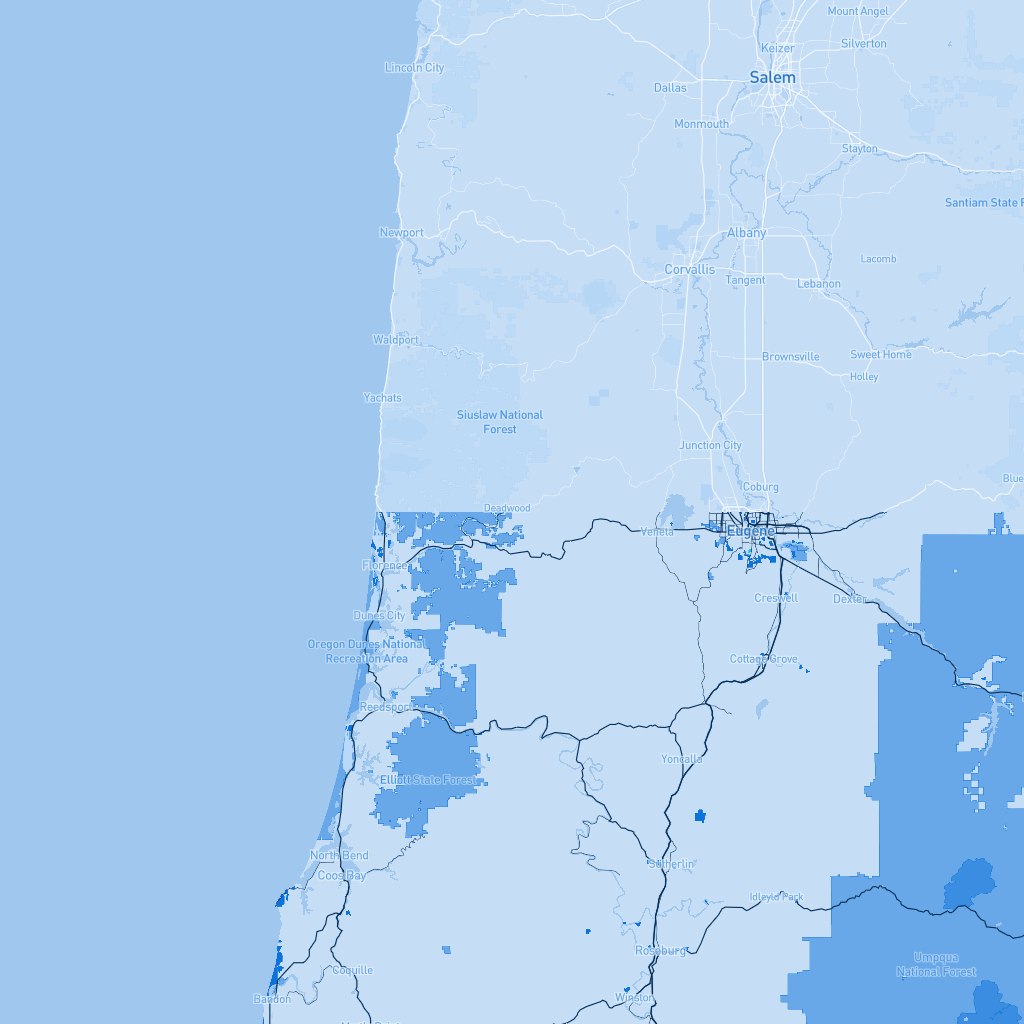 Mount Angel
Keizer
Silverton
Lincoln City
Salem
Dallas
Monmouth
Stayton
Santiam State F
Newport
Albany
Lacomb
Corvallis
Tangent
Lebanon
Waldport
Brownsville
Sweet Home
Holley
Yachats
Siuslaw National
Forest
Junction City
Blue
Coburg
Deadwood
Veneta
Eugene
Florence
Creswell
Dexter
Dunes City
Oregon Dunes National
Recreation Area
Cottage Grove
Reedsport
Yoncalla
Elliott State Forest
North Bend
Coos Bay
Sutherlin
Idleyld Park
Roseburg
Umpqua
National Forest
Coquille
Bandon
Winston
Myrtle Point